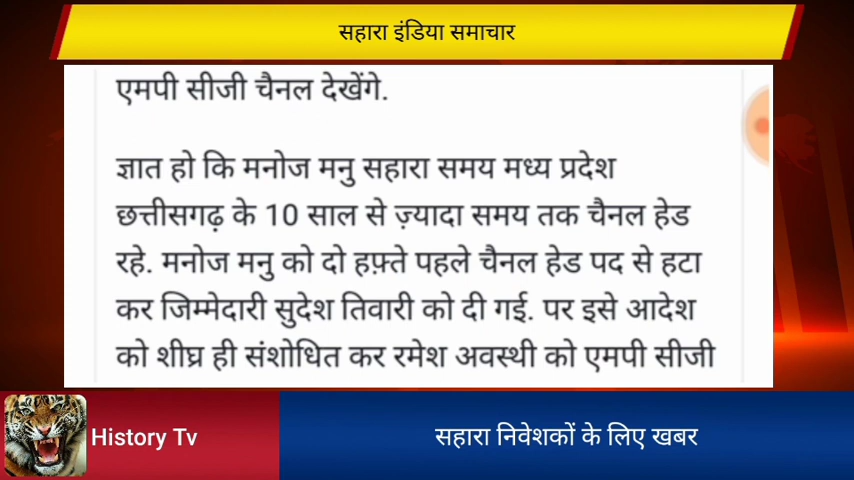 सहारा इंडिया समाचार
एमपी सीजी चैनल देखेंगे.
ज्ञात हो कि मनोज मनु सहारा समय मध्य प्रदेश
छत्तीसगढ़ के 10 साल से ज़्यादा समय तक चैनल हेड
रहे. मनोज मनु को दो हफ़्ते पहले चैनल हेड पद से हटा
कर जिम्मेदारी सुदेश तिवारी को दी गई. पर इसे आदेश
को शीघ्र ही संशोधित कर रमेश अवस्थी को एमपी सीजी
History Tv
सहारा निवेशकों के लिए खबर